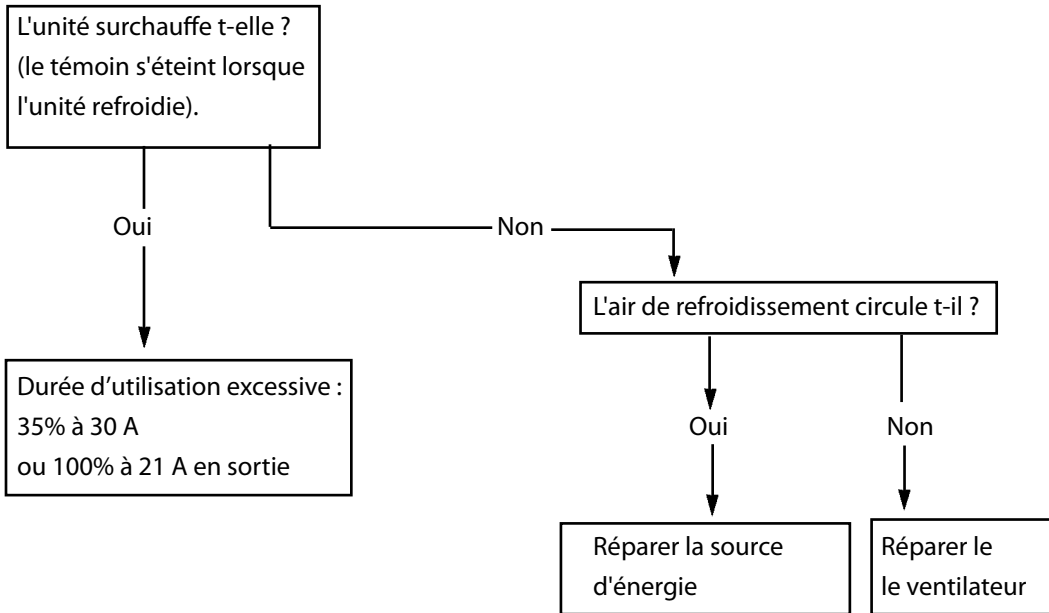 L'unité surchauffe t-elle ?
(le témoin s'éteint lorsque
l'unité refroidie).
Oui
Non
L'air de refroidissement circule t-il ?
Durée d’utilisation excessive :
35% à 30 A
ou 100% à 21 A en sortie
Oui
Non
Réparer la source
d'énergie
Réparer le
le ventilateur